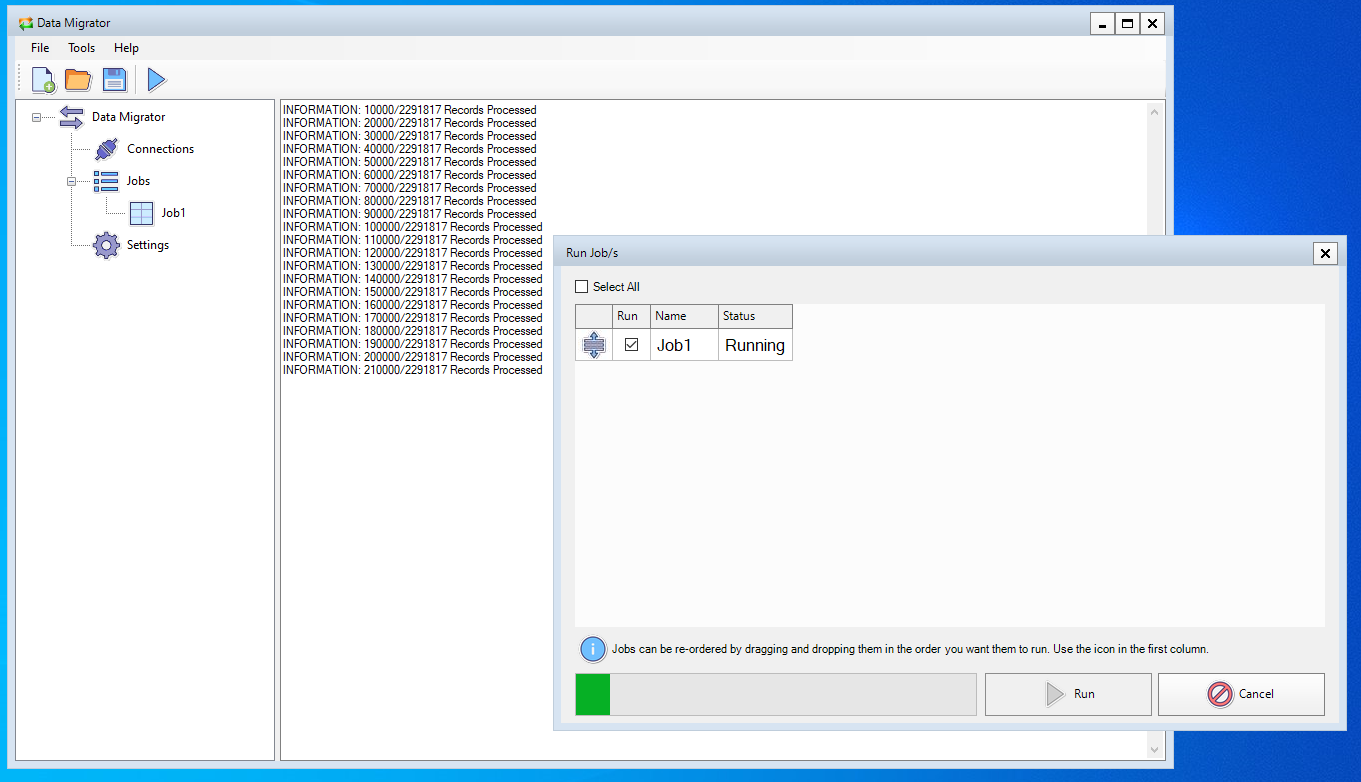 Data Migrator
File Tools Help
Data Migrator
Connections
Jobs
Job1
Settings
INFORMATION: 10000/2291817 Records Processed
INFORMATION: 20000/2291817 Records Processed
INFORMATION: 30000/2291817 Records Processed
INFORMATION: 40000/2291817 Records Processed
INFORMATION: 50000/2291817 Records Processed
INFORMATION: 60000/2291817 Records Processed
INFORMATION: 70000/2291817 Records Processed
INFORMATION: 80000/2291817 Records Processed
INFORMATION: 90000/2291817 Records Processed
INFORMATION: 100000/2291817 Records Processed
INFORMATION: 110000/2291817 Records Processed
INFORMATION: 120000/2291817 Records Processed
INFORMATION: 130000/2291817 Records Processed
INFORMATION: 140000/2291817 Records Processed
INFORMATION: 150000/2291817 Records Processed
INFORMATION: 160000/2291817 Records Processed
INFORMATION: 170000/2291817 Records Processed
INFORMATION: 180000/2291817 Records Processed
INFORMATION: 190000/2291817 Records Processed
INFORMATION: 200000/2291817 Records Processed
INFORMATION: 210000/2291817 Records Processed
Run Job/s
Select All
Run Name Status
Job1 Running
Jobs can be re-ordered by dragging and dropping them in the order you want them to run. Use the icon in the first column.
Run
Cancel